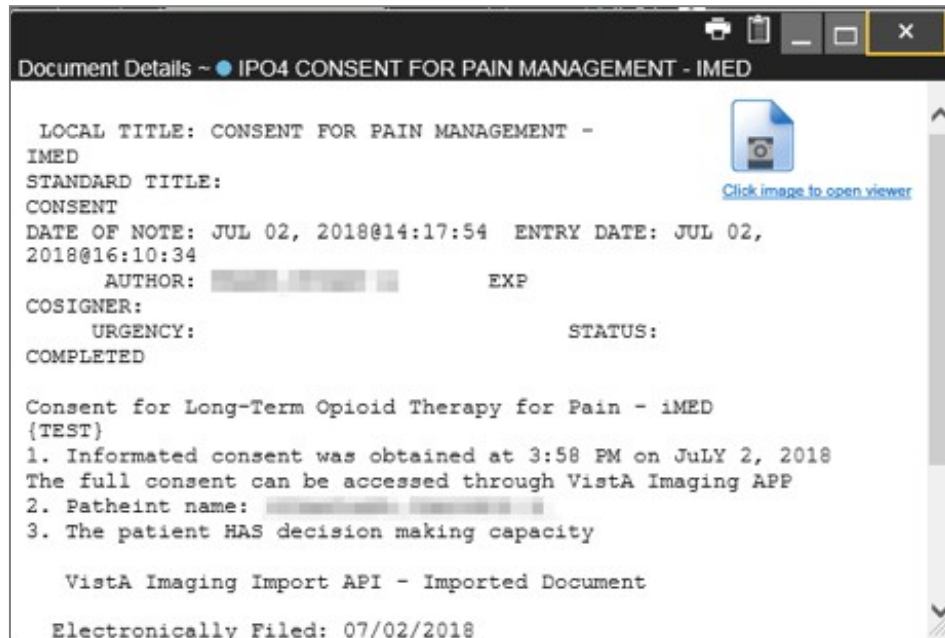 Document Details ~ IPO4 CONSENT FOR PAIN MANAGEMENT - IMED
LOCAL TITLE: CONSENT FOR PAIN MANAGEMENT -
IMED
STANDARD TITLE:
CONSENT
Click image to open viewer
DATE OF NOTE: JUL 02, 2018@14:17:54 ENTRY DATE: JUL 02,
2018@16:10:34
AUTHOR: EXP
COSIGNER:
URGENCY: STATUS:
COMPLETED
Consent for Long-Term Opioid Therapy for Pain - iMED
{TEST}
1. Informated consent was obtained at 3:58 PM on JuLY 2, 2018
The full consent can be accessed through VistA Imaging APP
2. Patheint name:
3. The patient HAS decision making capacity
VistA Imaging Import API - Imported Document
Electronically Filed: 07/02/2018